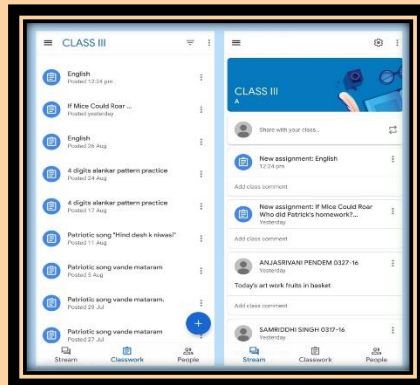 CLASS III
English
Posted 12:24 pm
If Mice Could Roar ...
Posted yesterday
English
Posted 26 Aug
4 digits alankar pattern practice
Posted 24 Aug
4 digits alankar pattern practice
Posted 17 Aug
Patriotic song "Hind desh k niwasi"
Posted 11 Aug
Patriotic song vande mataram
Posted 5 Aug
Patriotic song vande mataram.
Posted 29 Jul
Patriotic song vande mataram
Posted 27 Jul
Stream
Classwork
People
CLASS III
A
Share with your class...
New assignment: English
12:24 pm
Add class comment
New assignment: If Mice Could Roar
Who did Patrick's homework?...
Yesterday
Add class comment
ANJASRIVANI PENDEM 0327-16
Yesterday
Today's art work fruits in basket
Add class comment
SAMRIDDHI SINGH 0317-16
Yesterday
Stream
Classwork
People